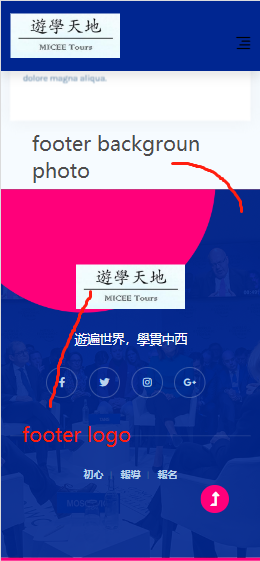 遊學天地
MICEE Tours
dolore magna aliqua.
footer backgroun
photo
遊學天地
MICEE Tours
遊遍世界，學貫中西
f
G+
footer logo
初心 | 報導 | 報名